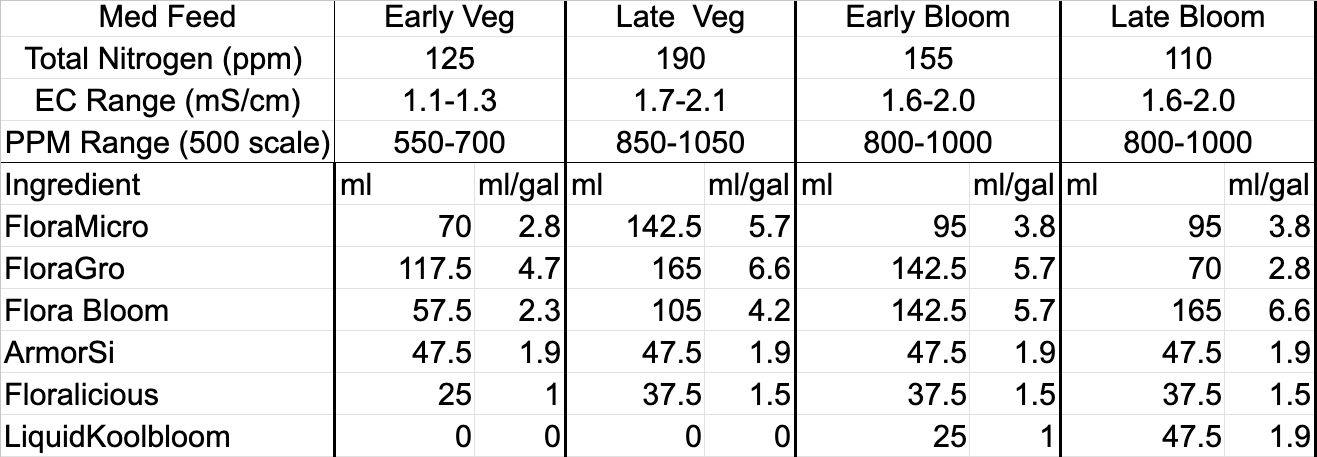 Med Feed Early Veg Late Veg Early Bloom Late Bloom
Total Nitrogen (ppm) 125 190 155 110
EC Range (mS/cm) 1.1-1.3 1.7-2.1 1.6-2.0 1.6-2.0
PPM Range (500 scale) 550-700 850-1050 800-1000 800-1000
Ingredient ml ml/gal ml ml/gal ml ml/gal ml ml/gal
FloraMicro 70 2.8 142.5 5.7 95 3.8 95 3.8
FloraGro 117.5 4.7 165 6.6 142.5 5.7 70 2.8
Flora Bloom 57.5 2.3 105 4.2 142.5 5.7 165 6.6
ArmorSi 47.5 1.9 47.5 1.9 47.5 1.9 47.5 1.9
Floralicious 25 1 37.5 1.5 37.5 1.5 37.5 1.5
LiquidKoolbloom 0 0 0 0 25 1 47.5 1.9